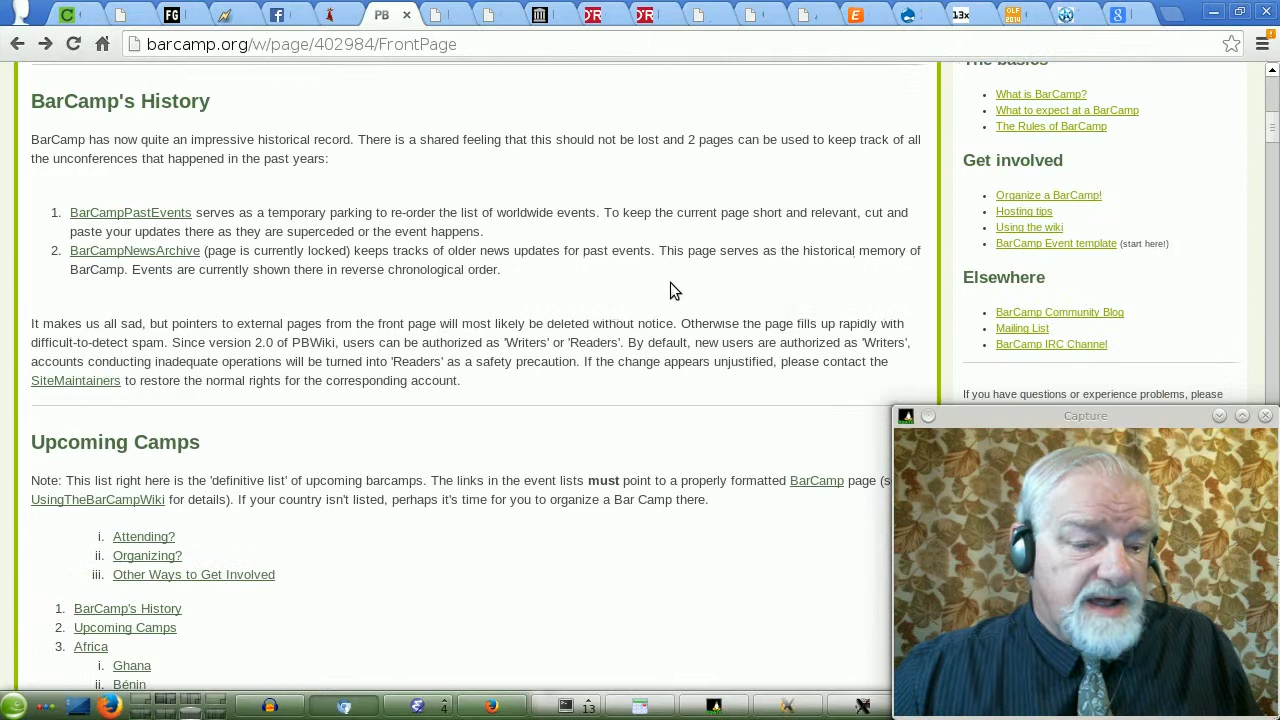 FG
PB
OR
OR
E
OLF
2014
13x
8
barcamp.org/w/page/402984/FrontPage
BarCamp's History
BarCamp has now quite an impressive historical record. There is a shared feeling that this should not be lost and 2 pages can be used to keep track of all
the unconferences that happened in the past years:
1. BarCampPastEvents serves as a temporary parking to re-order the list of worldwide events. To keep the current page short and relevant, cut and
paste your updates there as they are superseded or the event happens.
2. BarCampNewsArchive (page is currently locked) keeps tracks of older news updates for past events. This page serves as the historical memory of
BarCamp. Events are currently shown there in reverse chronological order.
It makes us all sad, but pointers to external pages from the front page will most likely be deleted without notice. Otherwise the page fills up rapidly with
difficult-to-detect spam. Since version 2.0 of PBWiki, users can be authorized as 'Writers' or 'Readers'. By default, new users are authorized as 'Writers',
accounts conducting inadequate operations will be turned into 'Readers' as a safety precaution. If the change appears unjustified, please contact the
SiteMaintainers to restore the normal rights for the corresponding account.
Upcoming Camps
Note: This list right here is the 'definitive list' of upcoming barcamps. The links in the event lists must point to a properly formatted BarCamp page (s
UsingTheBarCampWiki for details). If your country isn't listed, perhaps it's time for you to organize a Bar Camp there.
i. Attending?
ii. Organizing?
iii. Other Ways to Get Involved
1. BarCamp's History
2. Upcoming Camps
3. Africa
i. Ghana
ii. Bénin
The basics
What is BarCamp?
What to expect at a BarCamp
The Rules of BarCamp
Get involved
Organize a BarCamp!
Hosting tips
Using the wiki
BarCamp Event template (start here!)
Elsewhere
BarCamp Community Blog
Mailing List
BarCamp IRC Channel
If you have questions or experience problems, please
Capture
4
13